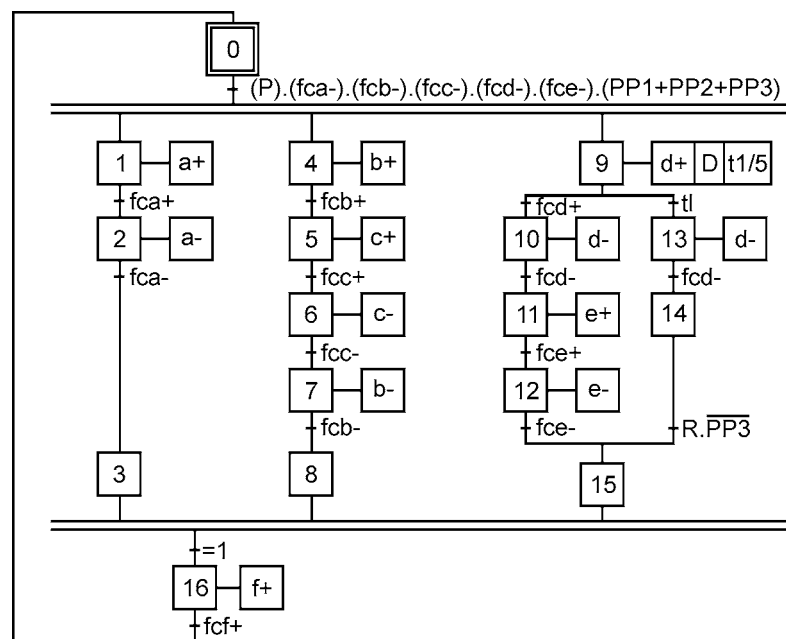 0
(P).(fca-).(fcb-).(fcc-).(fcd-).(fce-).(PP1+PP2+PP3)
1 a+ 4 b+ 9 d+ D t1/5
fca+ fcb+ fcd+ tl
2 a- 5 c+ 10 d- 13 d-
fca- fcc+ fcd- fcd-
6 c- 11 e+ 14
fcc- fce+
7 b- 12 e-
fcb- fce- R.P̅P̅3̅
3 8 15
=1
16 f+
fcf+